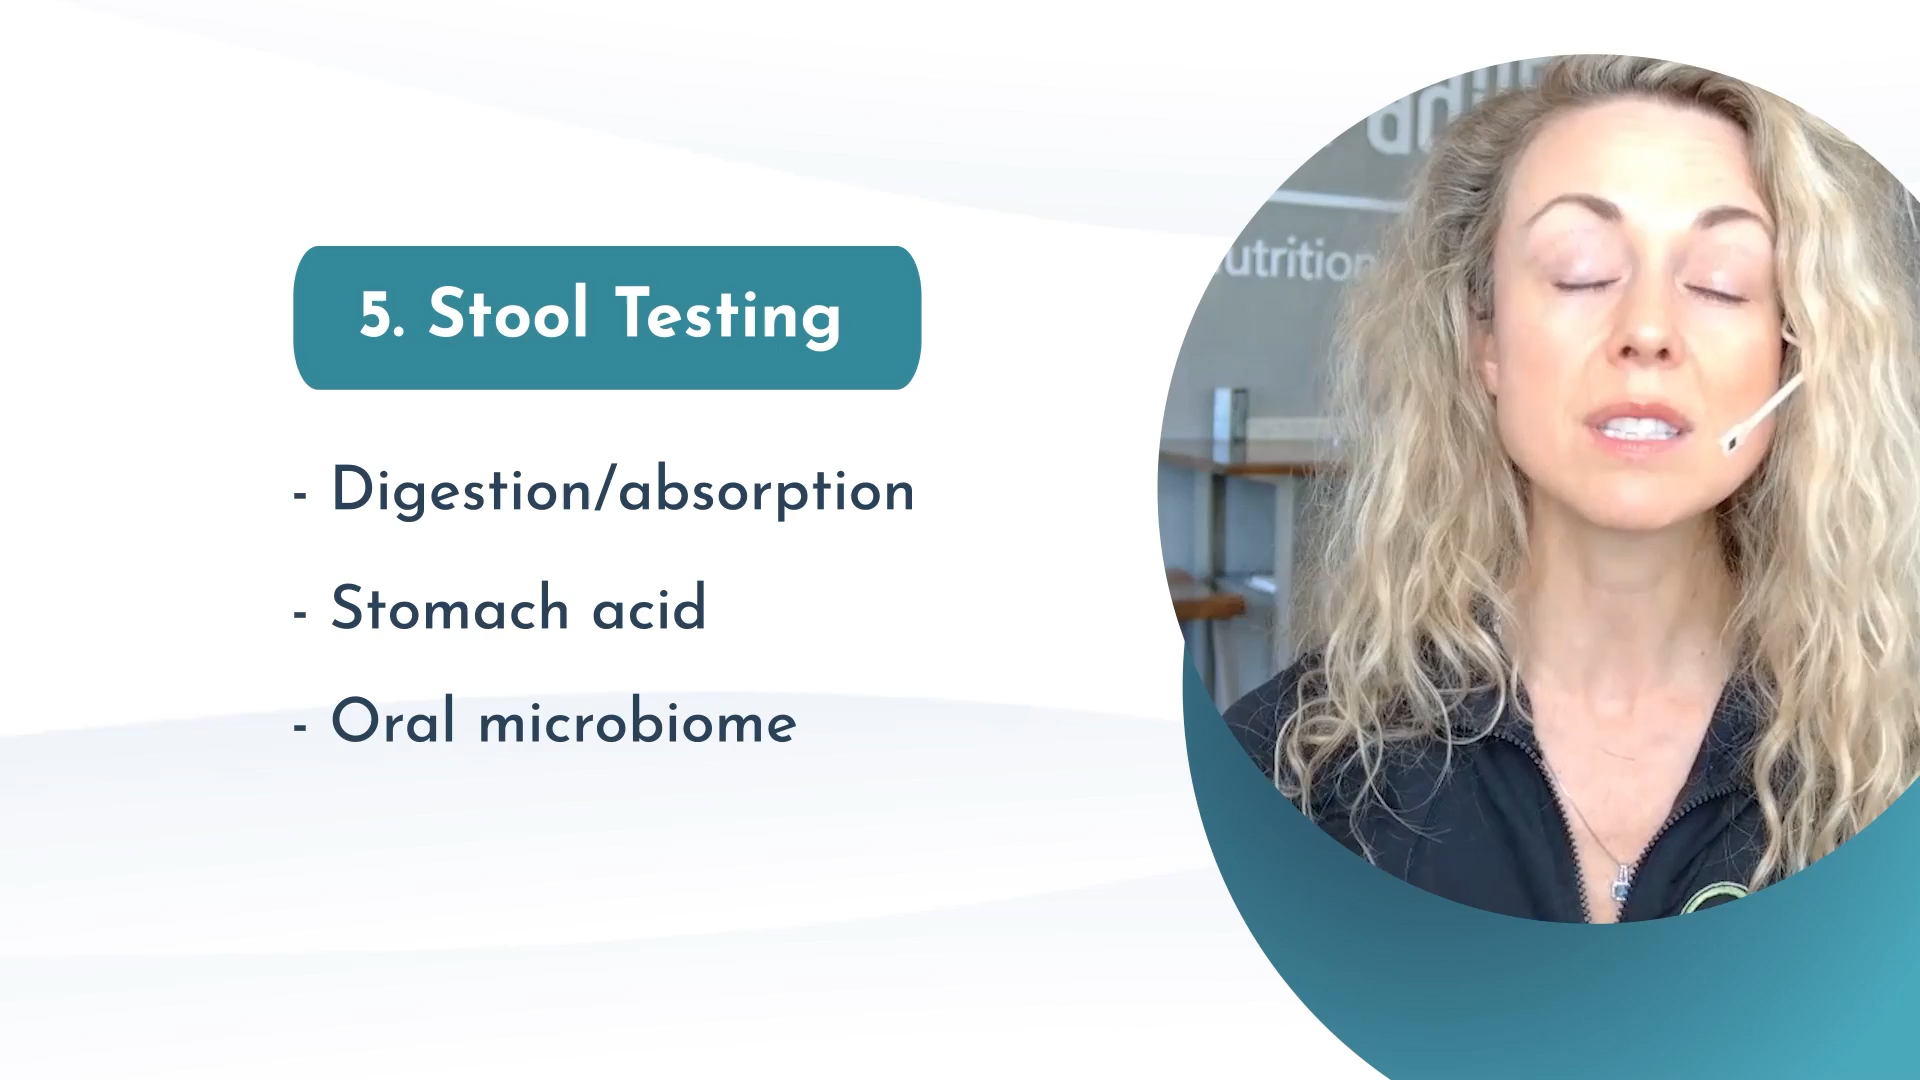 5. Stool Testing
- Digestion/absorption
- Stomach acid
- Oral microbiome